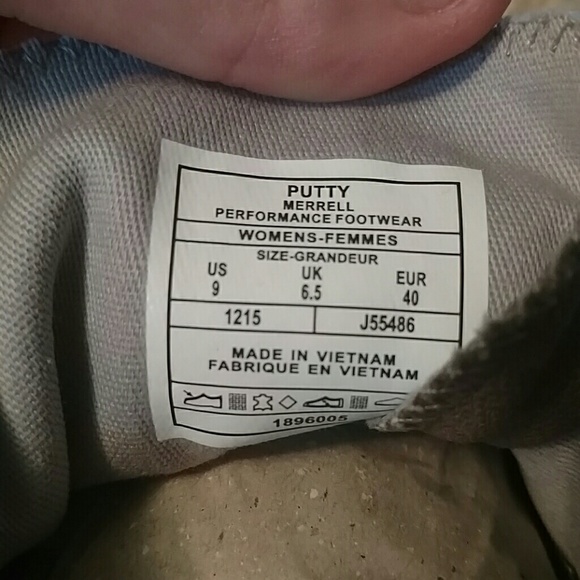 PUTTY
MERRELL
PERFORMANCE FOOTWEAR
WOMENS-FEMMES
SIZE-GRANDEUR
US UK EUR
9 6.5 40
1215 J55486
MADE IN VIETNAM
FABRIQUE EN VIETNAM
1896005